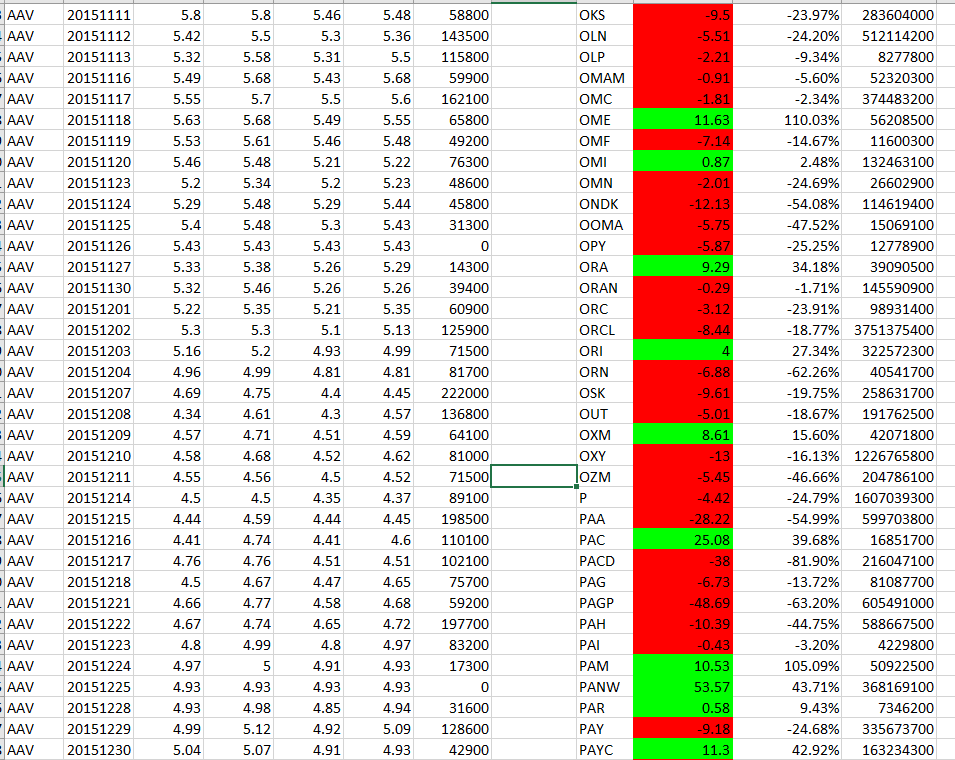 AAV 20151111 5.8 5.8 5.46 5.48 58800 OKS -9.5 -23.97% 283604000
AAV 20151112 5.42 5.5 5.3 5.36 143500 OLN -5.51 -24.20% 512114200
AAV 20151113 5.32 5.58 5.31 5.5 115800 OLP -2.21 -9.34% 8277800
AAV 20151116 5.49 5.68 5.43 5.68 59900 OMAM -0.91 -5.60% 52320300
AAV 20151117 5.55 5.7 5.5 5.6 162100 OMC -1.81 -2.34% 374483200
AAV 20151118 5.63 5.68 5.49 5.55 65800 OME 11.63 110.03% 56208500
AAV 20151119 5.53 5.61 5.46 5.48 49200 OMF -7.14 -14.67% 11600300
AAV 20151120 5.46 5.48 5.21 5.22 76300 OMI 0.87 2.48% 132463100
AAV 20151123 5.2 5.34 5.2 5.23 48600 OMN -2.01 -24.69% 26602900
AAV 20151124 5.29 5.48 5.29 5.44 45800 ONDK -12.13 -54.08% 114619400
AAV 20151125 5.4 5.48 5.3 5.43 31300 OOMA -5.75 -47.52% 15069100
AAV 20151126 5.43 5.43 5.43 5.43 0 OPY -5.87 -25.25% 12778900
AAV 20151127 5.33 5.38 5.26 5.29 14300 ORA 9.29 34.18% 39090500
AAV 20151130 5.32 5.46 5.26 5.26 39400 ORAN -0.29 -1.71% 145590900
AAV 20151201 5.22 5.35 5.21 5.35 60900 ORC -3.12 -23.91% 98931400
AAV 20151202 5.3 5.3 5.1 5.13 125900 ORCL -8.44 -18.77% 3751375400
AAV 20151203 5.16 5.2 4.93 4.99 71500 ORI 4 27.34% 322572300
AAV 20151204 4.96 4.99 4.81 4.81 81700 ORN -6.88 -62.26% 40541700
AAV 20151207 4.69 4.75 4.4 4.45 222000 OSK -9.61 -19.75% 258631700
AAV 20151208 4.34 4.61 4.3 4.57 136800 OUT -5.01 -18.67% 191762500
AAV 20151209 4.57 4.71 4.51 4.59 64100 OXM 8.61 15.60% 42071800
AAV 20151210 4.58 4.68 4.52 4.62 81000 OXY -13 -16.13% 1226765800
AAV 20151211 4.55 4.56 4.5 4.52 71500 OZM -5.45 -46.66% 204786100
AAV 20151214 4.5 4.5 4.35 4.37 89100 P -4.42 -24.79% 1607039300
AAV 20151215 4.44 4.59 4.44 4.45 198500 PAA -28.22 -54.99% 599703800
AAV 20151216 4.41 4.74 4.41 4.6 110100 PAC 25.08 39.68% 16851700
AAV 20151217 4.76 4.76 4.51 4.51 102100 PACD -38 -81.90% 216047100
AAV 20151218 4.5 4.67 4.47 4.65 75700 PAG -6.73 -13.72% 81087700
AAV 20151221 4.66 4.77 4.58 4.68 59200 PAGP -48.69 -63.20% 605491000
AAV 20151222 4.67 4.74 4.65 4.72 197700 PAH -10.39 -44.75% 588667500
AAV 20151223 4.8 4.99 4.8 4.97 83200 PAI -0.43 -3.20% 4229800
AAV 20151224 4.97 5 4.91 4.93 17300 PAM 10.53 105.09% 50922500
AAV 20151225 4.93 4.93 4.93 4.93 0 PANW 53.57 43.71% 368169100
AAV 20151228 4.93 4.98 4.85 4.94 31600 PAR 0.58 9.43% 7346200
AAV 20151229 4.99 5.12 4.92 5.09 128600 PAY -9.18 -24.68% 335673700
AAV 20151230 5.04 5.07 4.91 4.93 42900 PAYC 11.3 42.92% 163234300